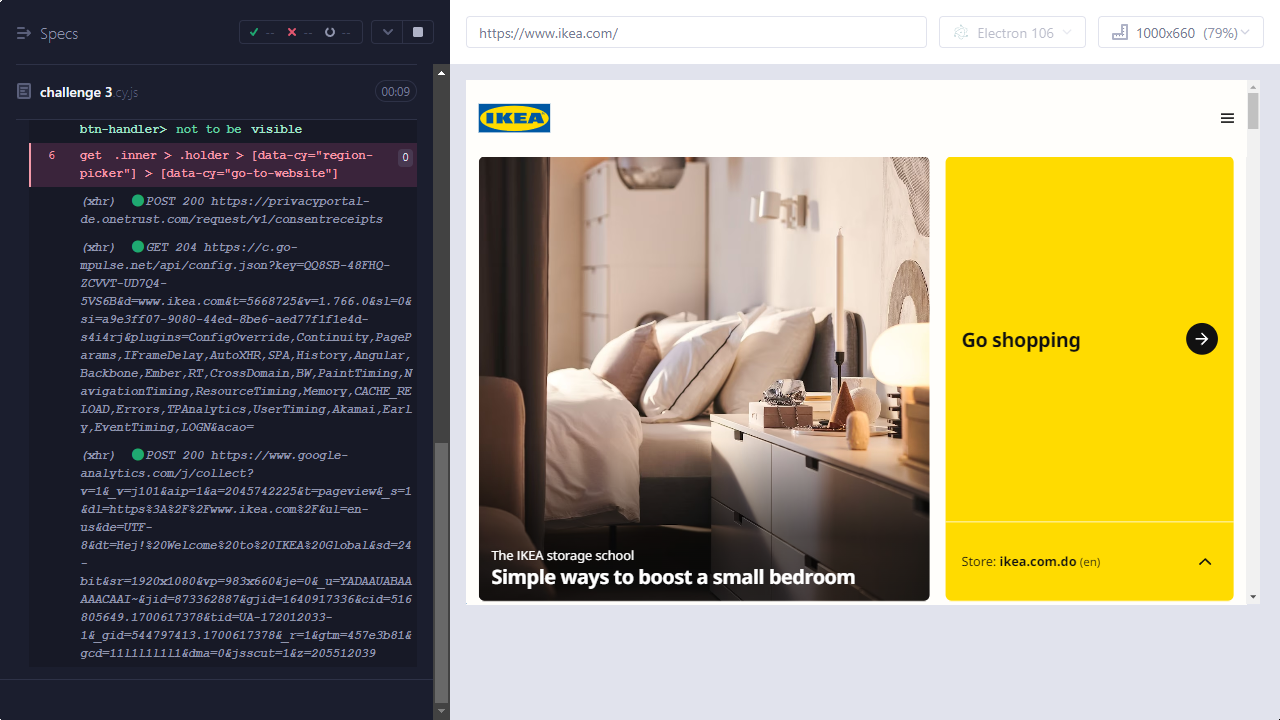 Specs
--
--
--
https://www.ikea.com/
Electron 106
1000x660 (79%)
challenge 3.cy.js
00:09
btn-handler> not to be visible
6 get .inner > .holder > [data-cy="region-
picker"] > [data-cy="go-to-website"]
0
(xhr) POST 200 https://privacyportal-
de.onetrust.com/request/v1/consentreceipts
(xhr) GET 204 https://c.go-
mpulse.net/api/config.json?key=QQ8SB-48FHQ-
ZCVVT-UD7Q4-
5VS6B&d=www.ikea.com&t=5668725&v=1.766.0&sl=0&
si=a9e3ff07-9080-44ed-8be6-aed77f1f1e4d-
s4i4rj&plugins=ConfigOverride,Continuity,PageP
arams,IFrameDelay,AutoXHR,SPA,History,Angular,
Backbone,Ember,RT,CrossDomain,BW,PaintTiming,N
avigationTiming,ResourceTiming,Memory,CACHE_RE
LOAD,Errors,TPAnalytics,UserTiming,Akamai,Earl
y,EventTiming,LOGN&acao=
(xhr) POST 200 https://www.google-
analytics.com/j/collect?
v=1&_v=j101&aip=1&a=2045742225&t=pageview&_s=1
&dl=https%3A%2F%2Fwww.ikea.com%2F&ul=en-
us&de=UTF-
8&dt=Hej!%20Welcome%20to%20IKEA%20Global&sd=24
-
bit&sr=1920x1080&vp=983x660&je=0&_u=YADAAUABAA
AAACAAI~&jid=873362887&gjid=1640917336&cid=516
805649.1700617378&tid=UA-172012033-
1&_gid=544797413.1700617378&_r=1&gtm=457e3b81&
gcd=11l1l1l1l1&dma=0&jsscut=1&z=205512039
IKEA
The IKEA storage school
Simple ways to boost a small bedroom
Go shopping
Store: ikea.com.do (en)